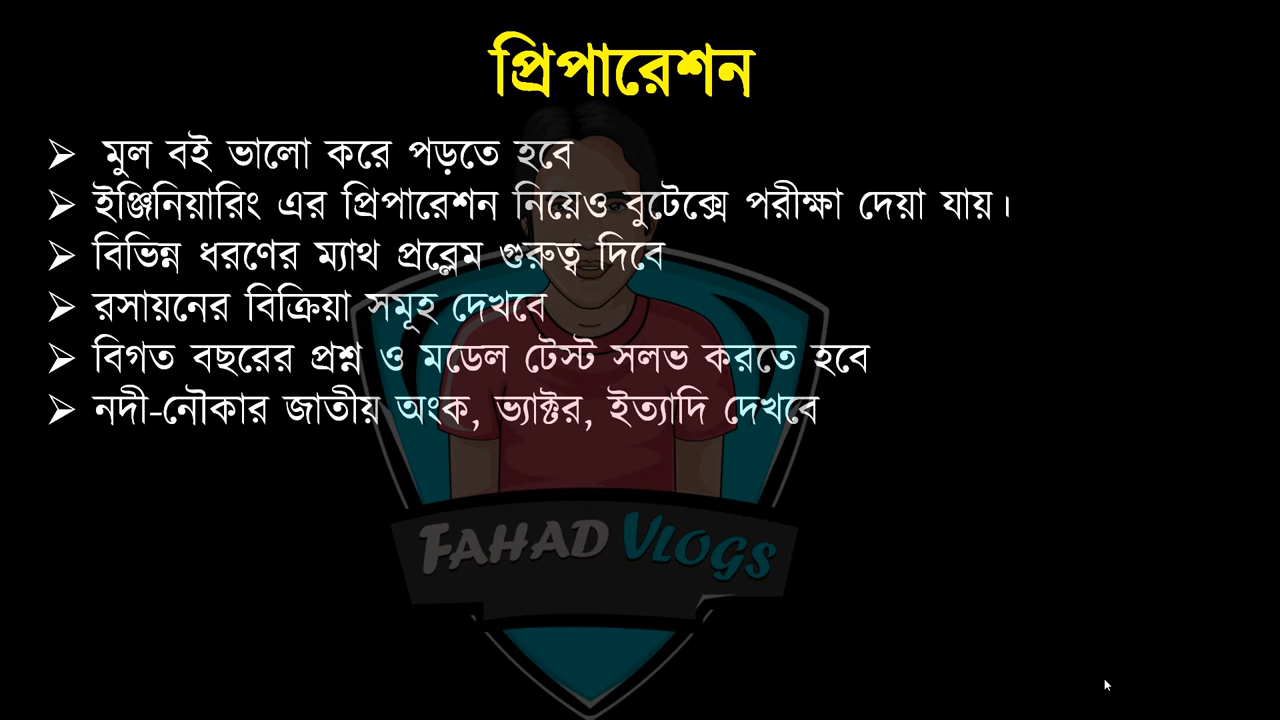 প্রিপারেশন
➢ মুল বই ভালো করে পড়তে হবে
➢ ইঞ্জিনিয়ারিং এর প্রিপারেশন নিয়েও বুটেক্সে পরীক্ষা দেয়া যায়।
➢ বিভিন্ন ধরণের ম্যাথ প্রব্লেম গুরুত্ব দিবে
➢ রসায়নের বিক্রিয়া সমূহ দেখবে
➢ বিগত বছরের প্রশ্ন ও মডেল টেস্ট সলভ করতে হবে
➢ নদী-নৌকার জাতীয় অংক, ভ্যাক্টর, ইত্যাদি দেখবে
FAHAD VLOGS